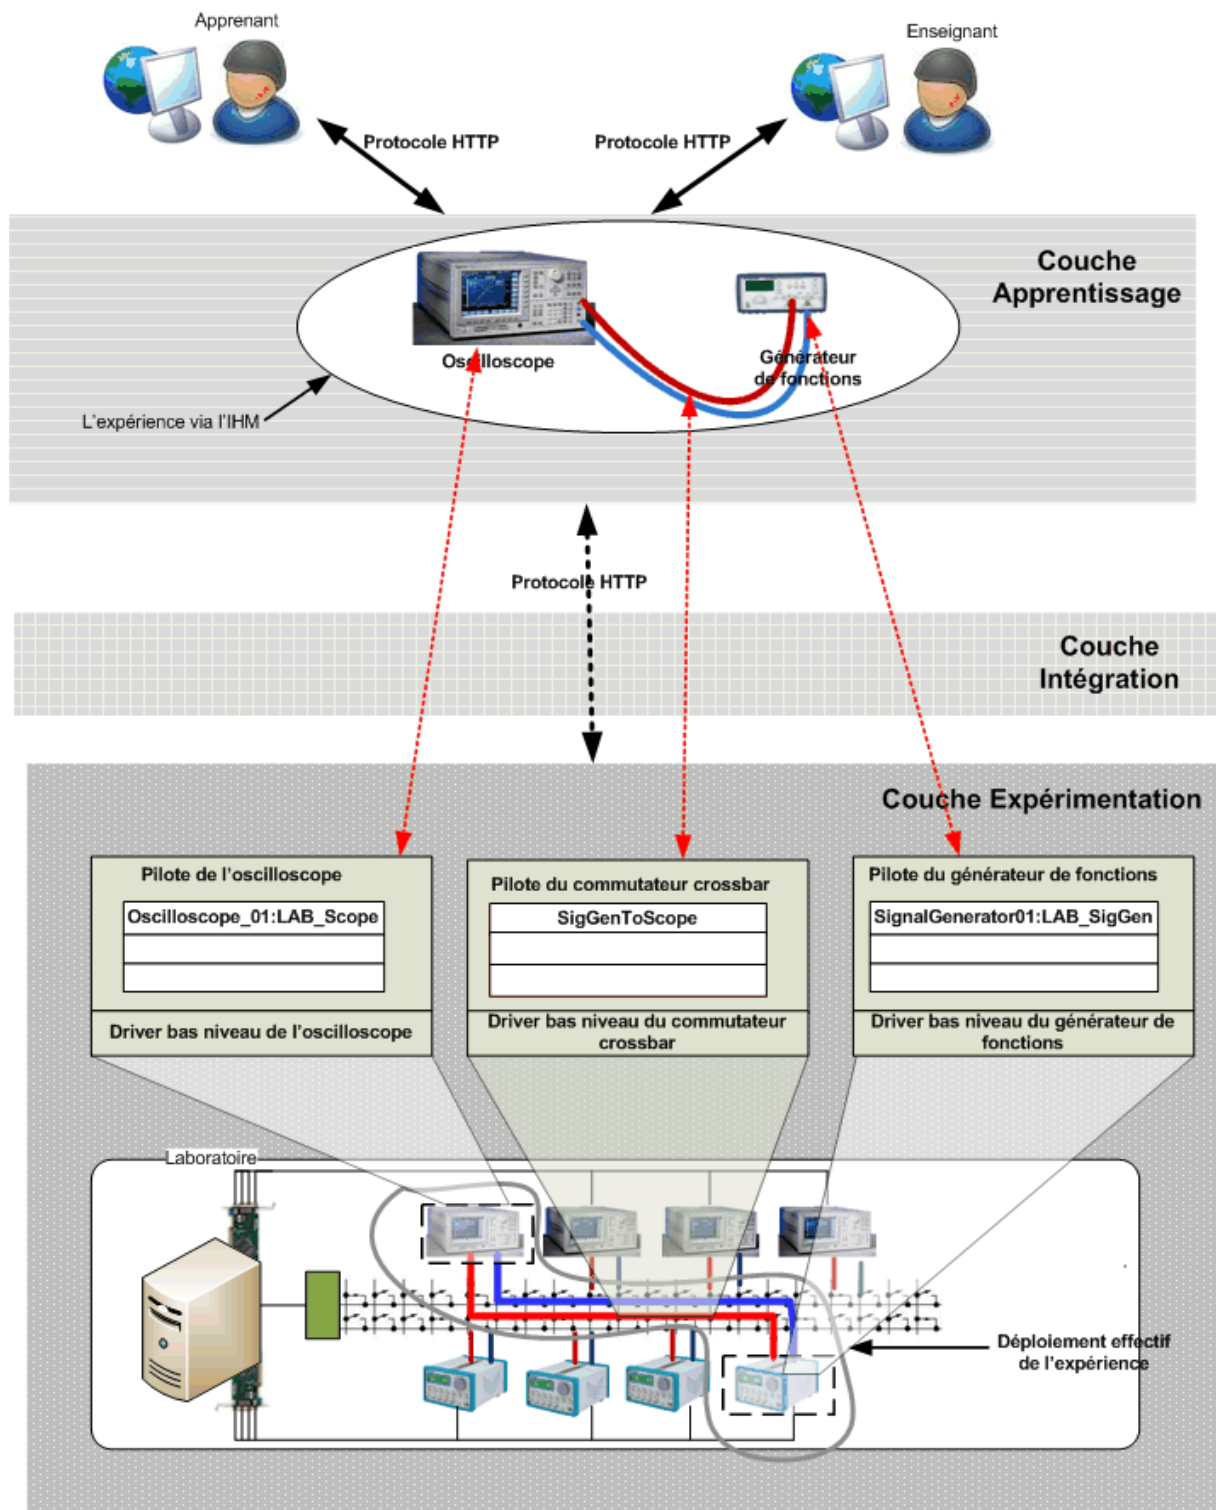 Apprenant
Enseignant
Protocole HTTP
Protocole HTTP
Couche
Apprentissage
Oscilloscope
Générateur
de fonctions
L'expérience via l'IHM
Protocole HTTP
Couche
Intégration
Couche Expérimentation
Pilote de l'oscilloscope
Oscilloscope_01:LAB_Scope
Driver bas niveau de l'oscilloscope
Pilote du commutateur crossbar
SigGenToScope
Driver bas niveau du commutateur
crossbar
Pilote du générateur de fonctions
SignalGenerator01:LAB_SigGen
Driver bas niveau du générateur de
fonctions
Laboratoire
Déploiement effectif
de l'expérience